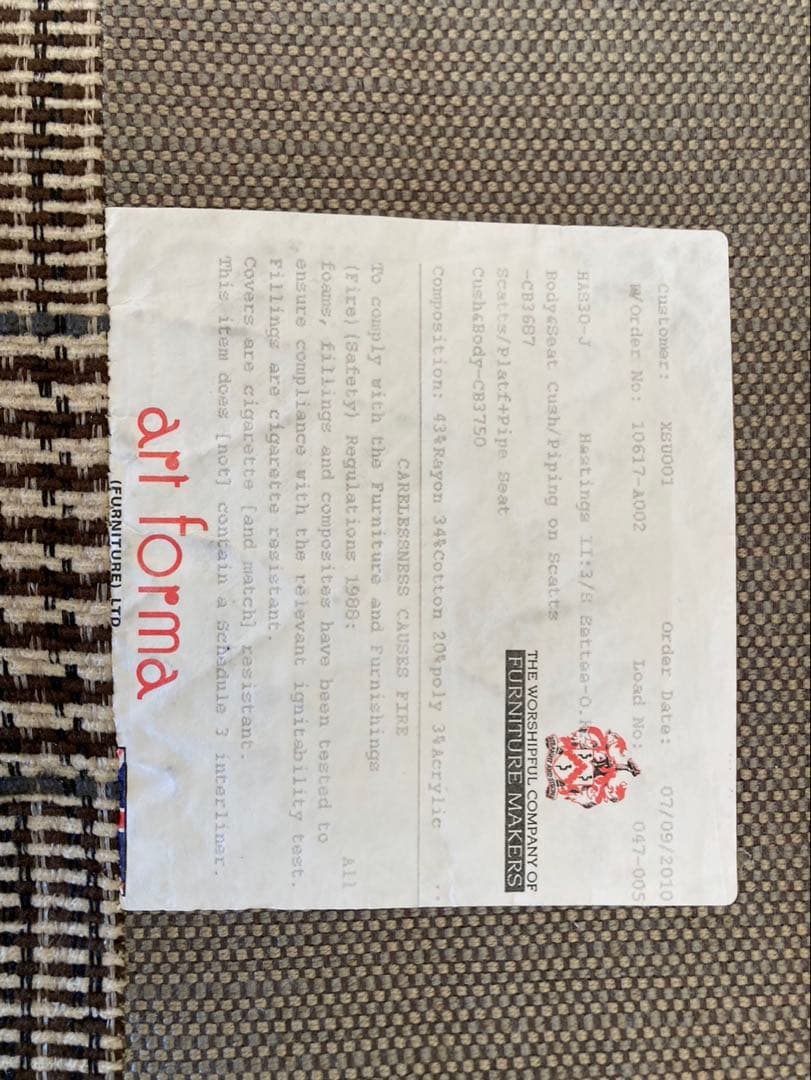 Customer: XSU001 Order Date: 07/09/2010
W/Order No: 10617-A002 Load No: 047-005
HAS30-J Hastings II:3/S Settee-O.
Body&Seat Cush/Piping on Scatts
-CB3687
Scatts/Platf+Pipe Seat
Cush&Body-CB3750
THE WORSHIPFUL COMPANY OF
FURNITURE MAKERS
Composition: 43%Rayon 34%Cotton 20%poly 3%Acrylic ..
CARELESSNESS CAUSES FIRE
To comply with the Furniture and Furnishings
(Fire)(Safety) Regulations 1988: All
foams, fillings and composites have been tested to
ensure compliance with the relevant ignitability test.
Fillings are cigarette resistant.
Covers are cigarette [and match] resistant.
This item does [not] contain a Schedule 3 interliner.
art forma
(FURNITURE) LTD